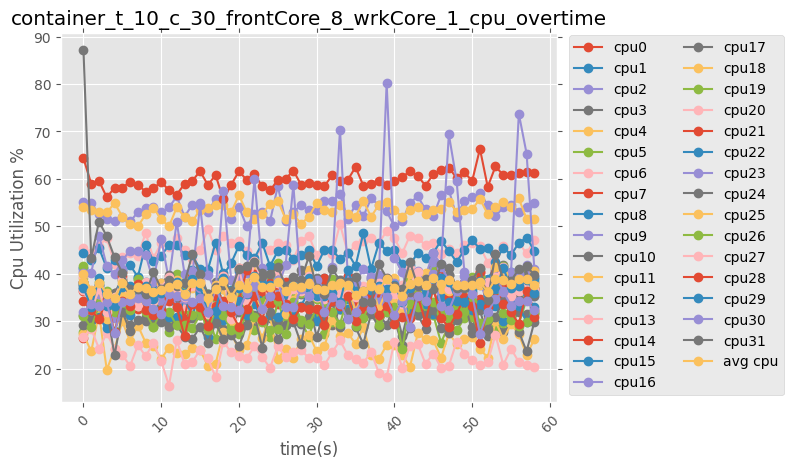 container_t_10_c_30_frontCore_8_wrkCore_1_cpu_overtime
90
80
70
60
50
40
30
20
Cpu Utilization %
0
10
20
30
40
50
60
time(s)
cpu0
cpu1
cpu2
cpu3
cpu4
cpu5
cpu6
cpu7
cpu8
cpu9
cpu10
cpu11
cpu12
cpu13
cpu14
cpu15
cpu16
cpu17
cpu18
cpu19
cpu20
cpu21
cpu22
cpu23
cpu24
cpu25
cpu26
cpu27
cpu28
cpu29
cpu30
cpu31
avg cpu